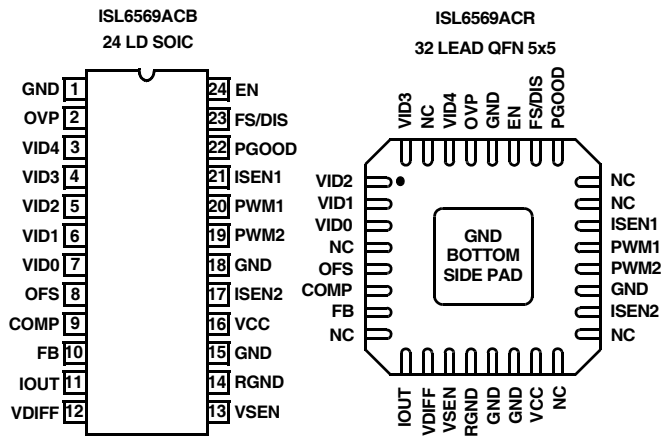 ISL6569ACB
24 LD SOIC
GND 1
OVP 2
VID4 3
VID3 4
VID2 5
VID1 6
VID0 7
OFS 8
COMP 9
FB 10
IOUT 11
VDIFF 12
24 EN
23 FS/DIS
22 PGOOD
21 ISEN1
20 PWM1
19 PWM2
18 GND
17 ISEN2
16 VCC
15 GND
14 RGND
13 VSEN
ISL6569ACR
32 LEAD QFN 5x5
VID3
NC
VID4
OVP
GND
EN
FS/DIS
PGOOD
VID2
VID1
VID0
NC
OFS
COMP
FB
NC
GND
BOTTOM
SIDE PAD
NC
NC
ISEN1
PWM1
PWM2
GND
ISEN2
NC
IOUT
VDIFF
VSEN
RGND
GND
GND
VCC
NC